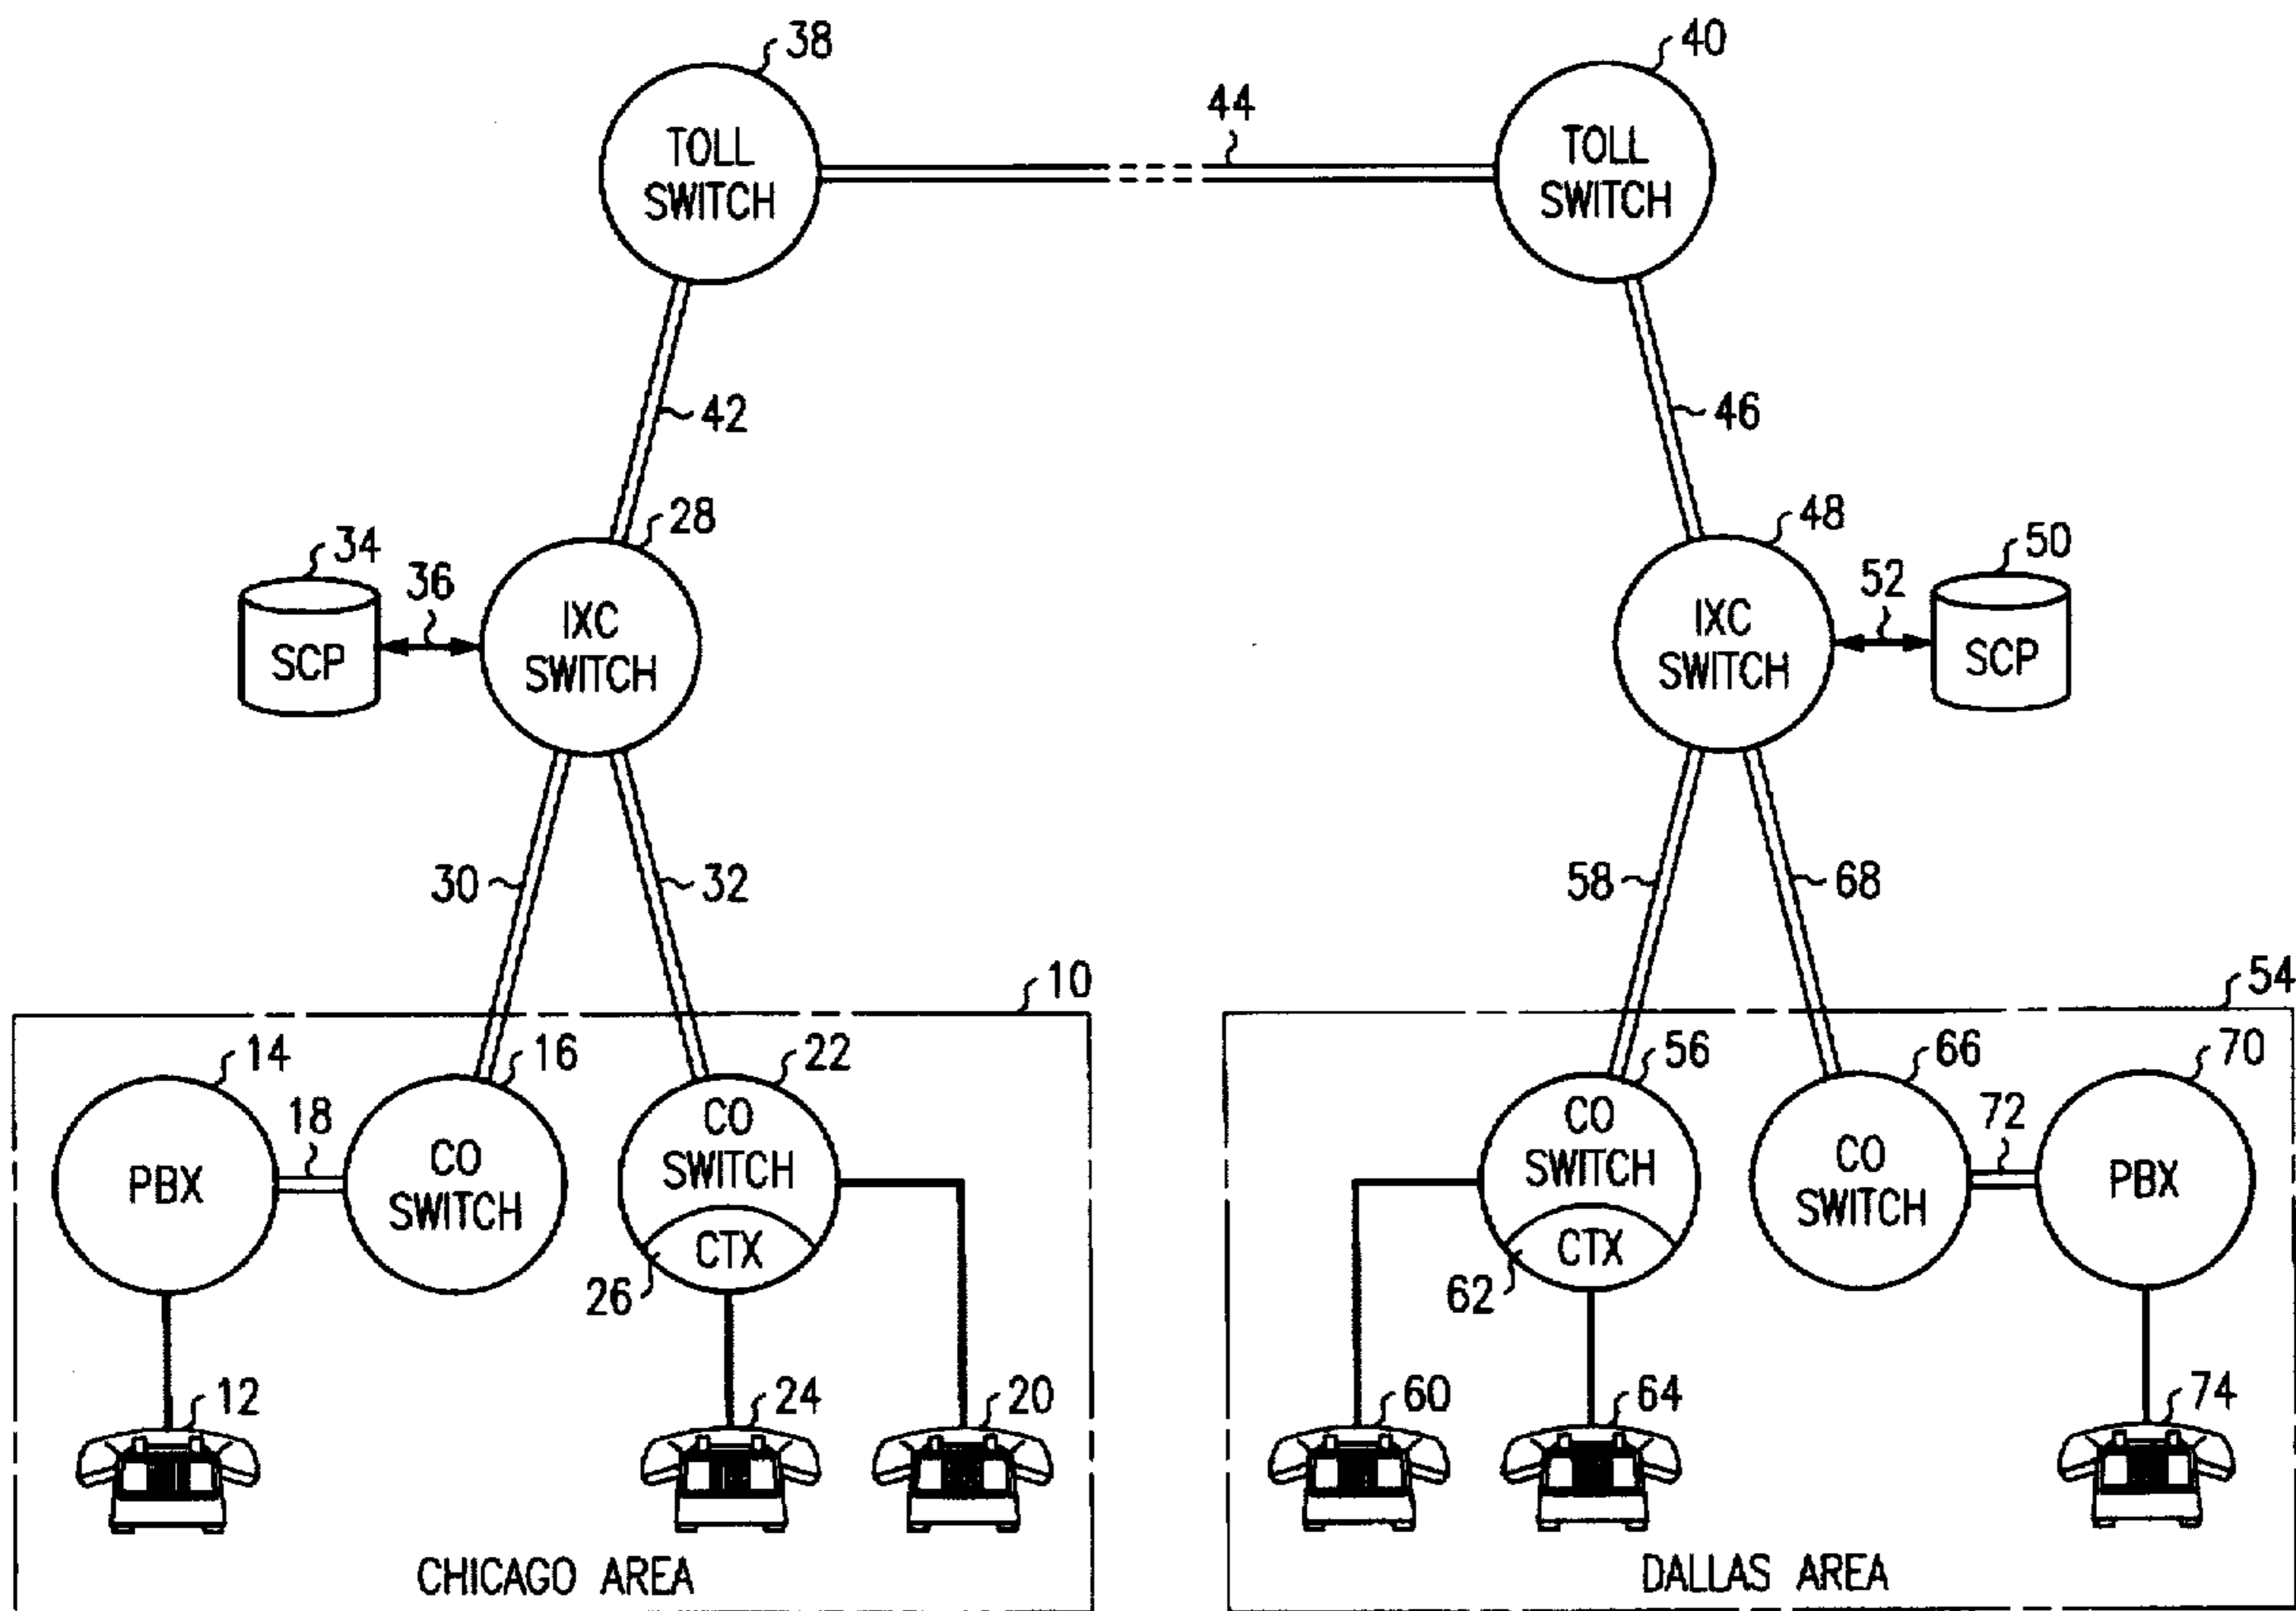 38
40
44
TOLL
SWITCH
TOLL
SWITCH
42
46
28
48
34
36
50
52
IXC
SWITCH
SCP
IXC
SWITCH
SCP
30
32
58
68
10
54
14
16
22
56
66
70
18
72
PBX
CO
SWITCH
CO
SWITCH
CTX
26
CO
SWITCH
CTX
62
CO
SWITCH
PBX
12
24
20
60
64
74
CHICAGO AREA
DALLAS AREA